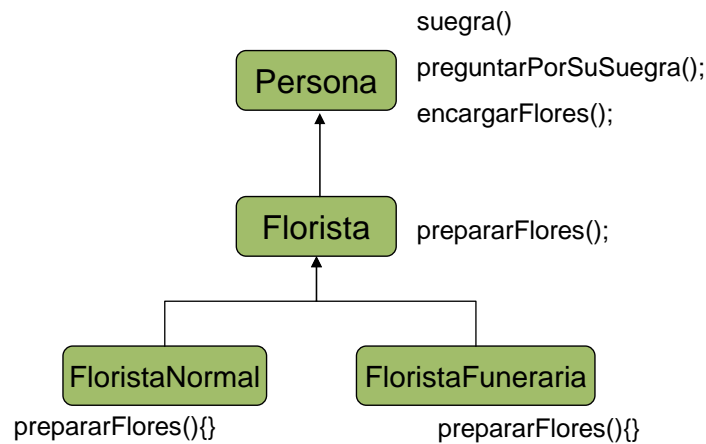 suegra()
Persona
preguntarPorSuSuegra();
encargarFlores();
Florista
prepararFlores();
FloristaNormal
FloristaFuneraria
prepararFlores(){}
prepararFlores(){}